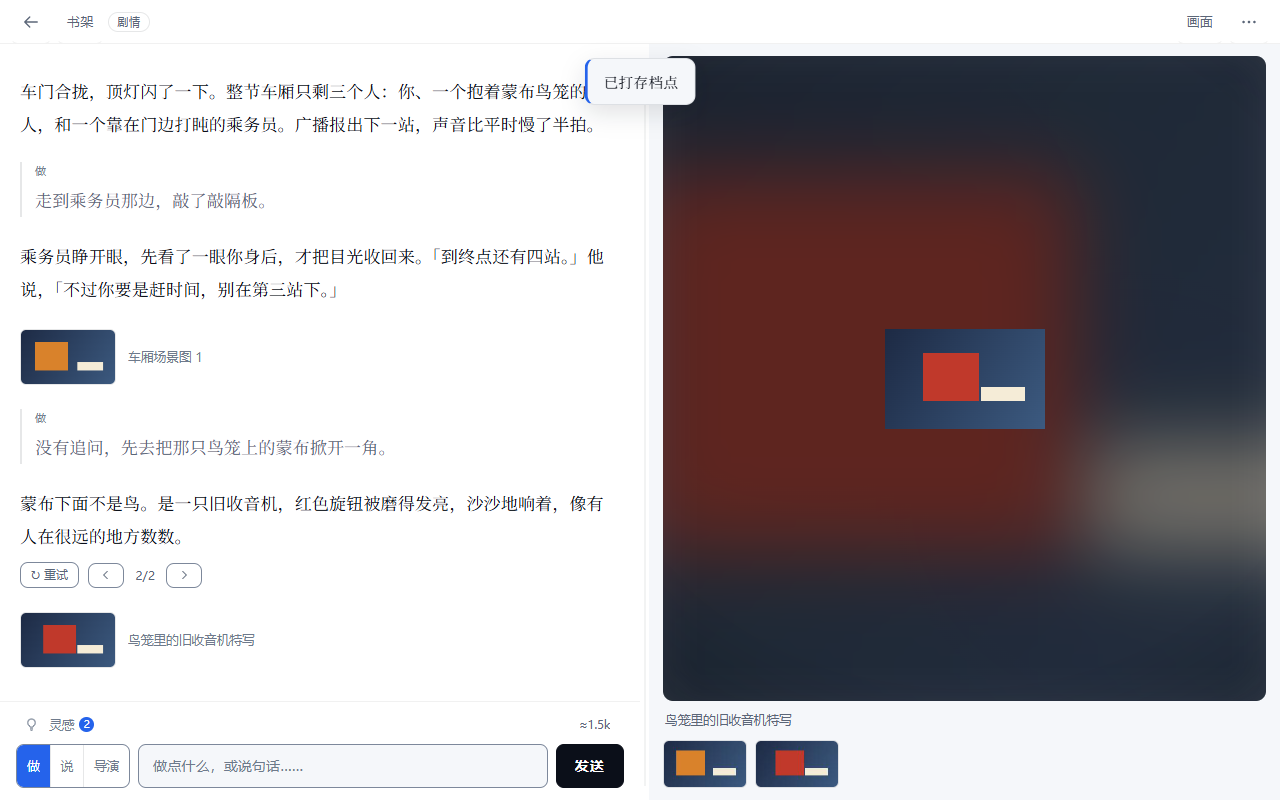 书架
剧情
画面
已打存档点
车门合拢，顶灯闪了一下。整节车厢只剩三个人：你、一个抱着蒙布鸟笼的
人，和一个靠在门边打盹的乘务员。广播报出下一站，声音比平时慢了半拍。
做
走到乘务员那边，敲了敲隔板。
乘务员睁开眼，先看了一眼你身后，才把目光收回来。「到终点还有四站。」他
说，「不过你要是赶时间，别在第三站下。」
车厢场景图 1
做
没有追问，先去把那只鸟笼上的蒙布掀开一角。
蒙布下面不是鸟。是一只旧收音机，红色旋钮被磨得发亮，沙沙地响着，像有
人在很远的地方数数。
↻ 重试
2/2
鸟笼里的旧收音机特写
灵感 2
≈1.5k
做
说
导演
做点什么，或说句话……
发送
鸟笼里的旧收音机特写